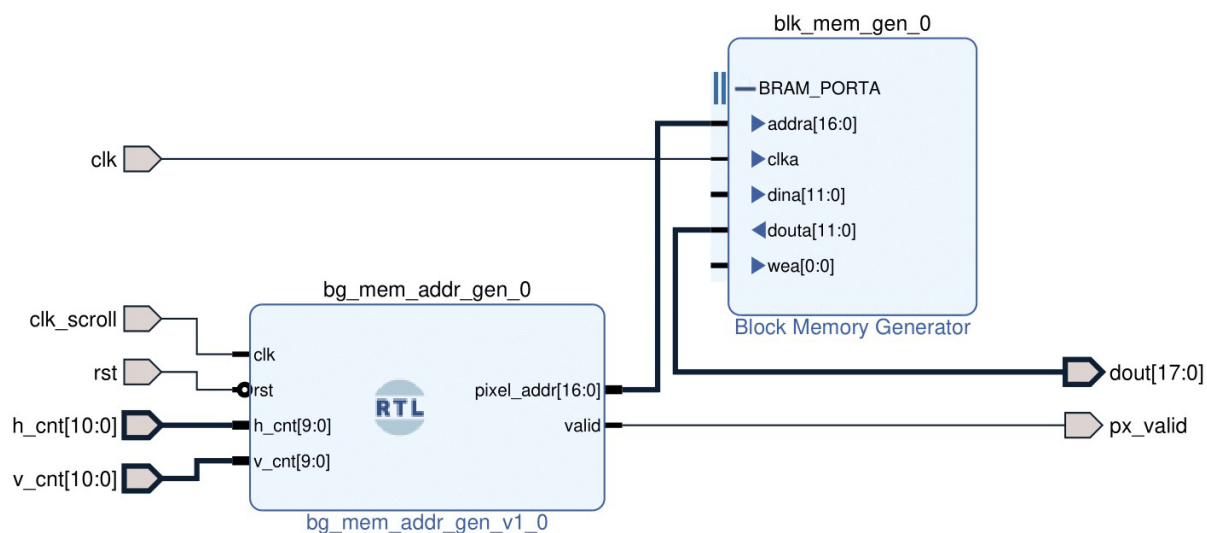 blk_mem_gen_0
BRAM_PORTA
addra[16:0]
clk
clka
dina[11:0]
douta[11:0]
wea[0:0]
Block Memory Generator
bg_mem_addr_gen_0
clk_scroll
clk
rst
rst
RTL
pixel_addr[16:0]
dout[17:0]
h_cnt[10:0]
h_cnt[9:0]
valid
px_valid
v_cnt[10:0]
v_cnt[9:0]
bg_mem_addr_gen_v1_0